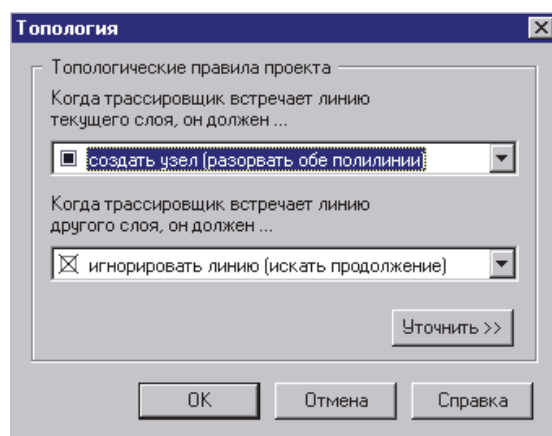 Топология
Топологические правила проекта
Когда трассировщик встречает линию
текущего слоя, он должен ...
создать узел (разорвать обе полилинии)
Когда трассировщик встречает линию
другого слоя, он должен ...
игнорировать линию (искать продолжение)
Уточнить >>
OK
Отмена
Справка